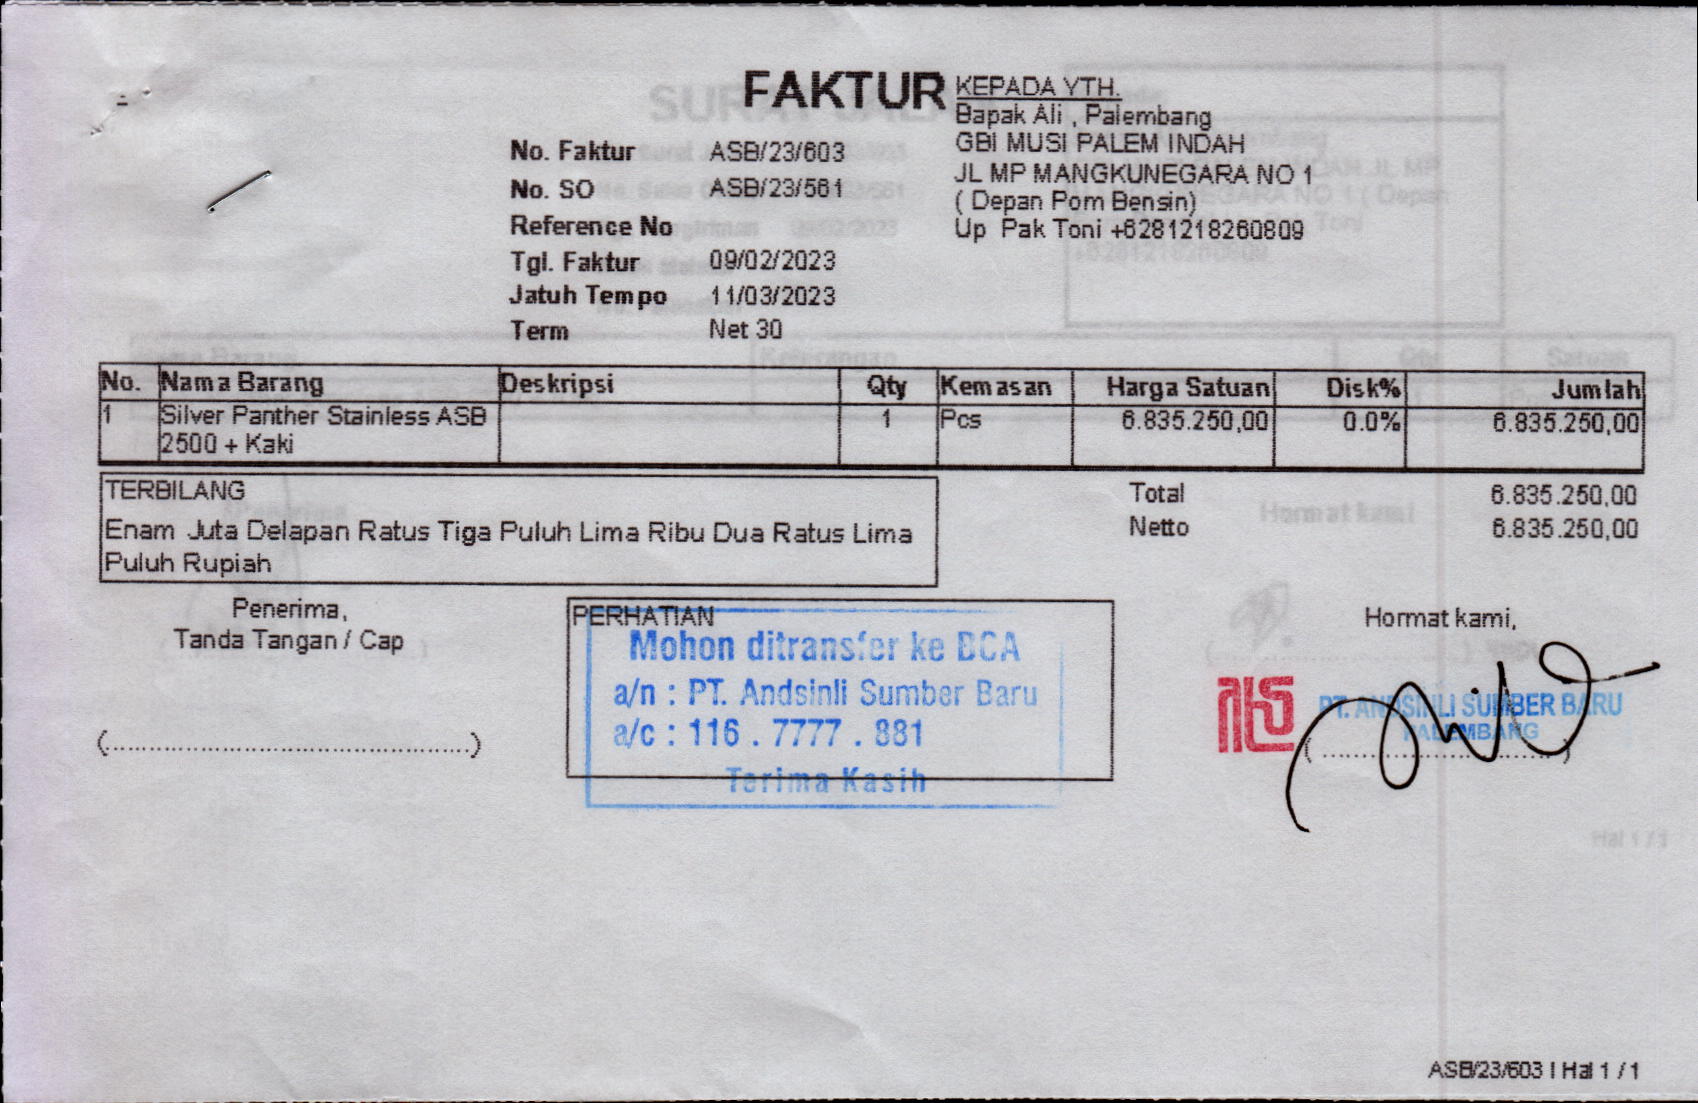 FAKTUR
KEPADA YTH.
Bapak Ali , Palembang
GBI MUSI PALEM INDAH
JL MP MANGKUNEGARA NO 1
( Depan Pom Bensin)
Up Pak Toni +6281218260809
No. Faktur ASB/23/603
No. SO ASB/23/561
Reference No
Tgl. Faktur 09/02/2023
Jatuh Tempo 11/03/2023
Term Net 30
No. Nama Barang Deskripsi Qty Kemasan Harga Satuan Disk% Jumlah
1 Silver Panther Stainless ASB 1 Pcs 6.835.250,00 0.0% 6.835.250,00
2500 + Kaki
TERBILANG
Enam Juta Delapan Ratus Tiga Puluh Lima Ribu Dua Ratus Lima
Puluh Rupiah
Total 6.835.250,00
Netto 6.835.250,00
Penerima,
Tanda Tangan / Cap
(..........................................)
PERHATIAN
Mohon ditransfer ke BCA
a/n : PT. Andsinli Sumber Baru
a/c : 116 . 7777 . 881
Terima Kasih
Hormat kami,
PT. ANDSINLI SUMBER BARU
PALEMBANG
ASB/23/603 | Hal 1 / 1